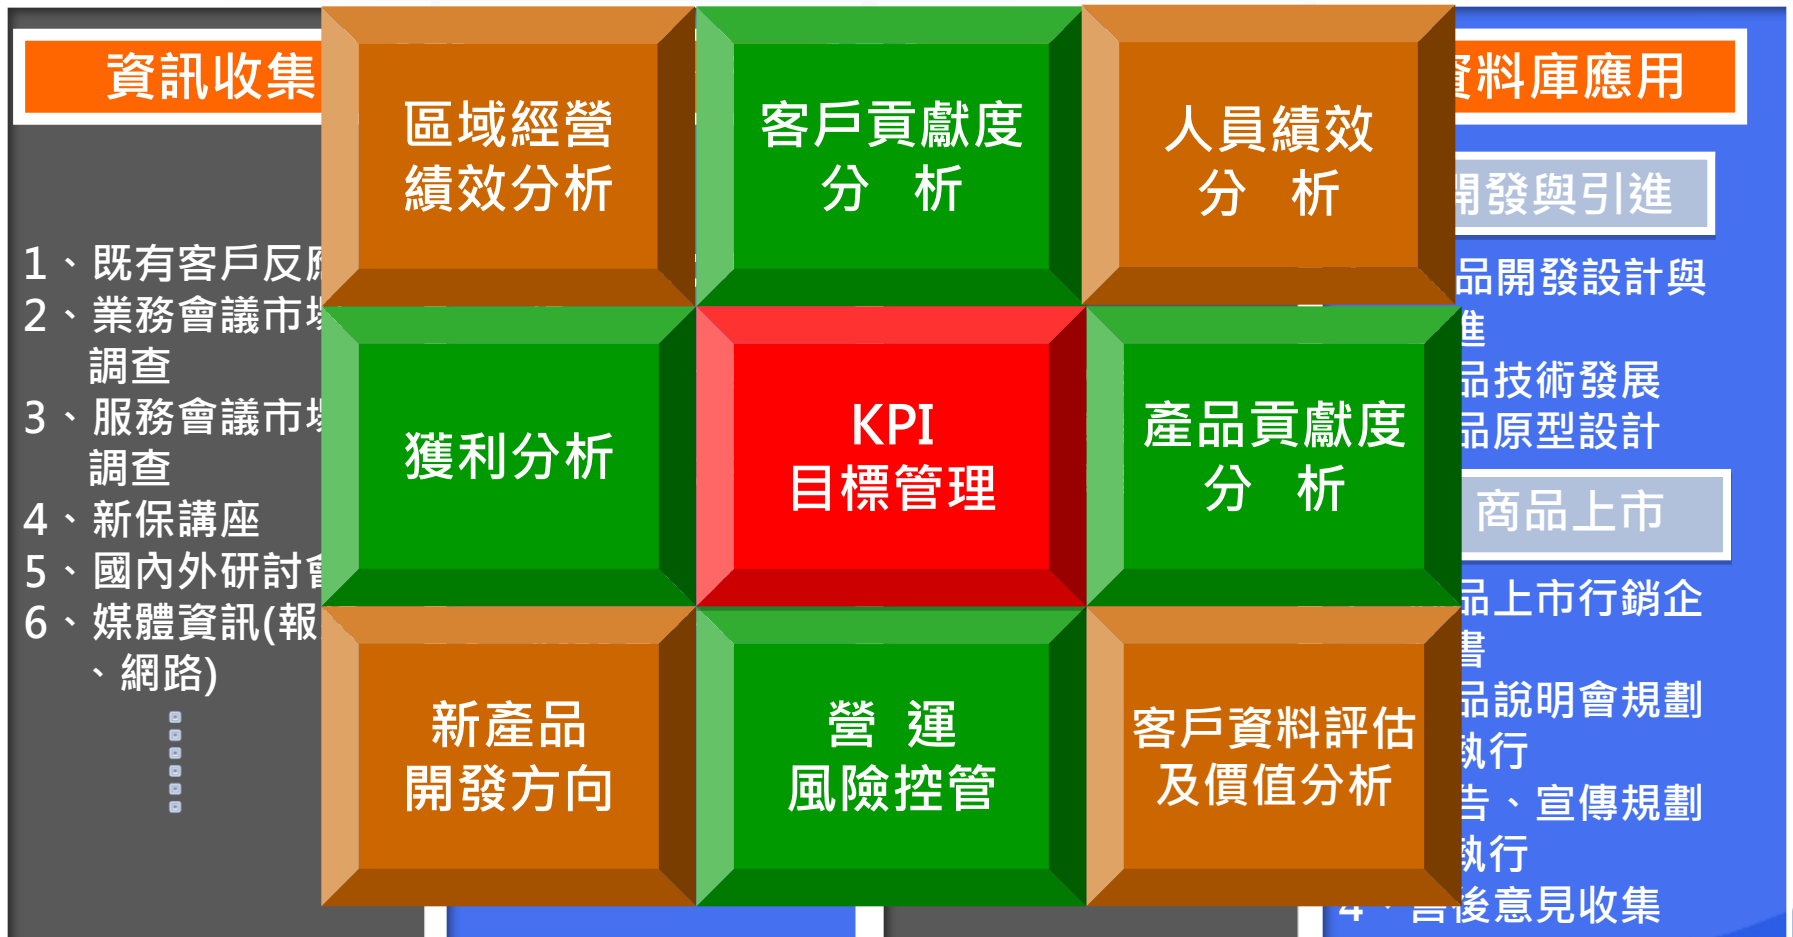 資訊收集
1、既有客戶反應
2、業務會議市場
調查
3、服務會議市場
調查
4、新保講座
5、國內外研討會
6、媒體資訊(報
、網路)
區域經營
績效分析
客戶貢獻度
分 析
人員績效
分 析
獲利分析
KPI
目標管理
產品貢獻度
分 析
新產品
開發方向
營 運
風險控管
客戶資料評估
及價值分析
資料庫應用
開發與引進
品開發設計與
進
品技術發展
品原型設計
商品上市
品上市行銷企
書
品說明會規劃
執行
告、宣傳規劃
執行
4、售後意見收集